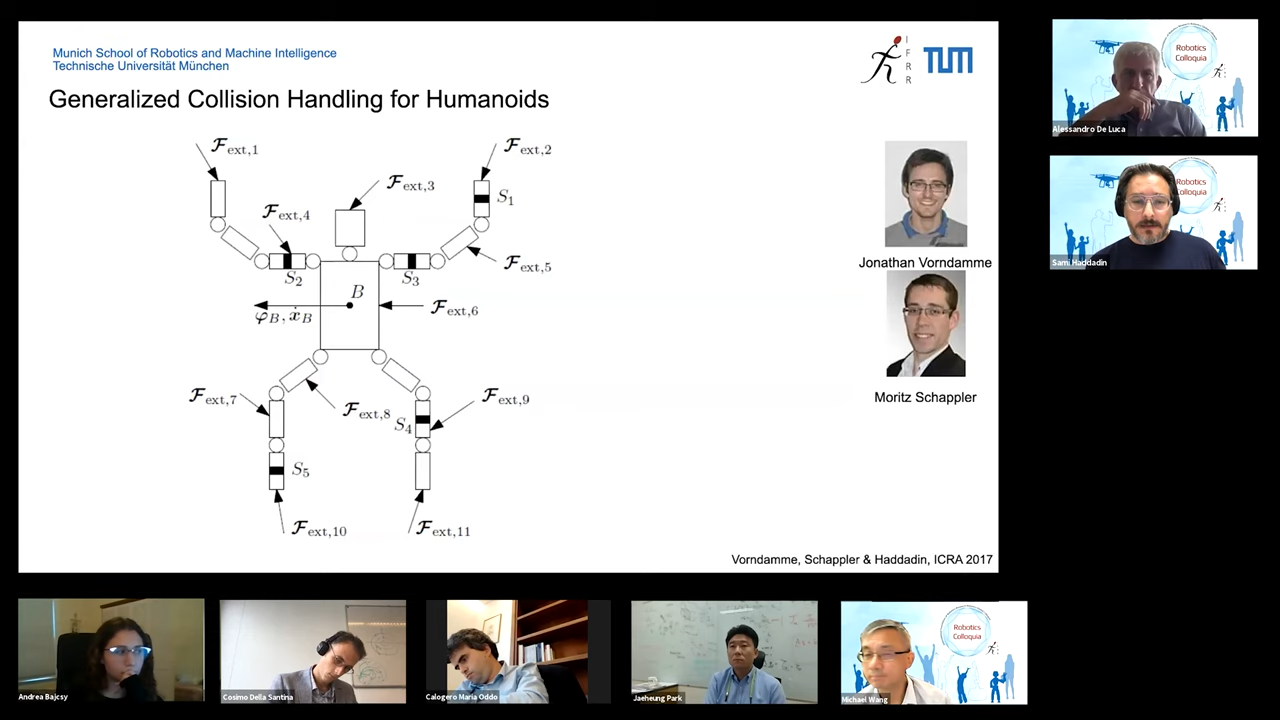 Munich School of Robotics and Machine Intelligence
Technische Universität München
IFRR
TUM
Generalized Collision Handling for Humanoids
𝓕ext,1
𝓕ext,2
𝓕ext,3
S1
𝓕ext,4
S2
S3
𝓕ext,5
B
φB, ẋB
𝓕ext,6
𝓕ext,7
𝓕ext,8
S4
𝓕ext,9
S5
𝓕ext,10
𝓕ext,11
Jonathan Vorndamme
Moritz Schappler
Vorndamme, Schappler & Haddadin, ICRA 2017
Robotics
Colloquia
Alessandro De Luca
Robotics
Colloquia
Sami Haddadin
Andrea Bajcsy
Cosimo Della Santina
Calogero Maria Oddo
Jaeheung Park
Robotics
Colloquia
Michael Wang